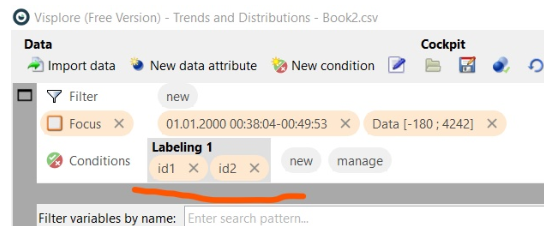 Visplore (Free Version) - Trends and Distributions - Book2.csv
Data Cockpit
Import data New data attribute New condition
Filter new
Focus × 01.01.2000 00:38:04-00:49:53 × Data [-180 ; 4242] ×
Labeling 1
Conditions id1 × id2 × new manage
Filter variables by name: Enter search pattern...